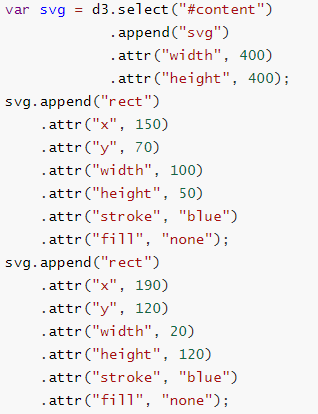 var svg = d3.select("#content")
.append("svg")
.attr("width", 400)
.attr("height", 400);
svg.append("rect")
.attr("x", 150)
.attr("y", 70)
.attr("width", 100)
.attr("height", 50)
.attr("stroke", "blue")
.attr("fill", "none");
svg.append("rect")
.attr("x", 190)
.attr("y", 120)
.attr("width", 20)
.attr("height", 120)
.attr("stroke", "blue")
.attr("fill", "none");